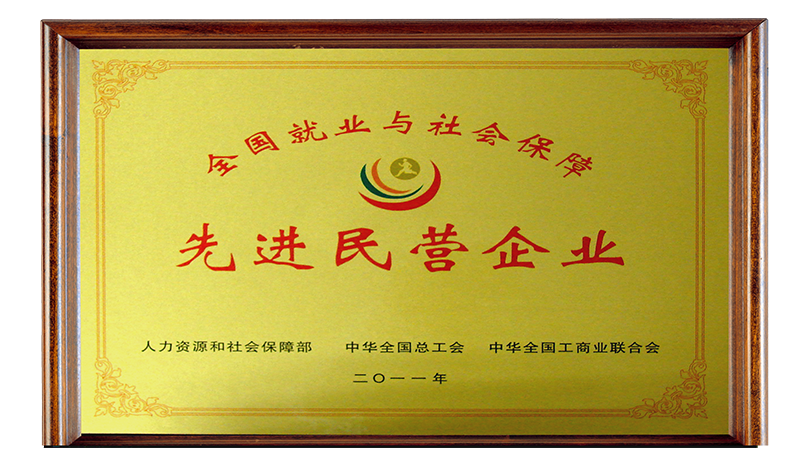 全国就业与社会保障
先进民营企业
人力资源和社会保障部 中华全国总工会 中华全国工商业联合会
二〇一一年